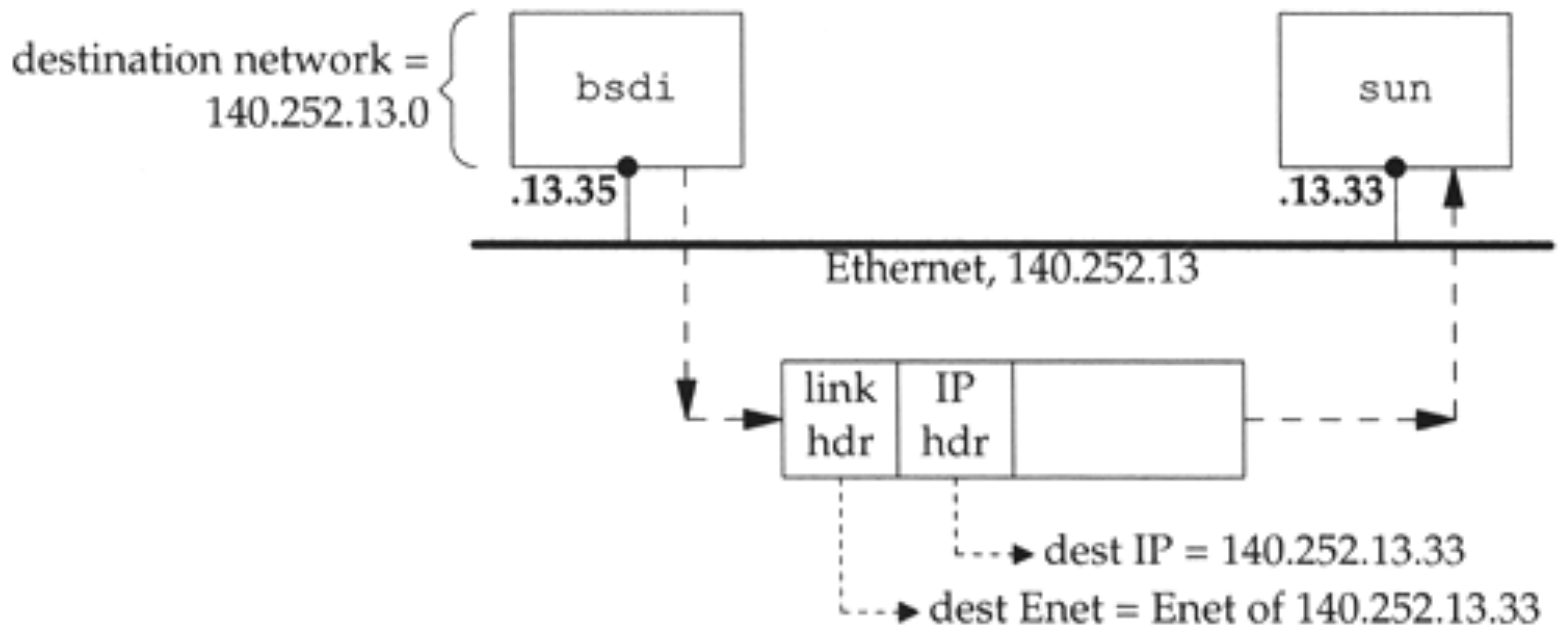 destination network =
140.252.13.0
bsdi
sun
.13.35
.13.33
Ethernet, 140.252.13
link
hdr
IP
hdr
dest IP = 140.252.13.33
dest Enet = Enet of 140.252.13.33